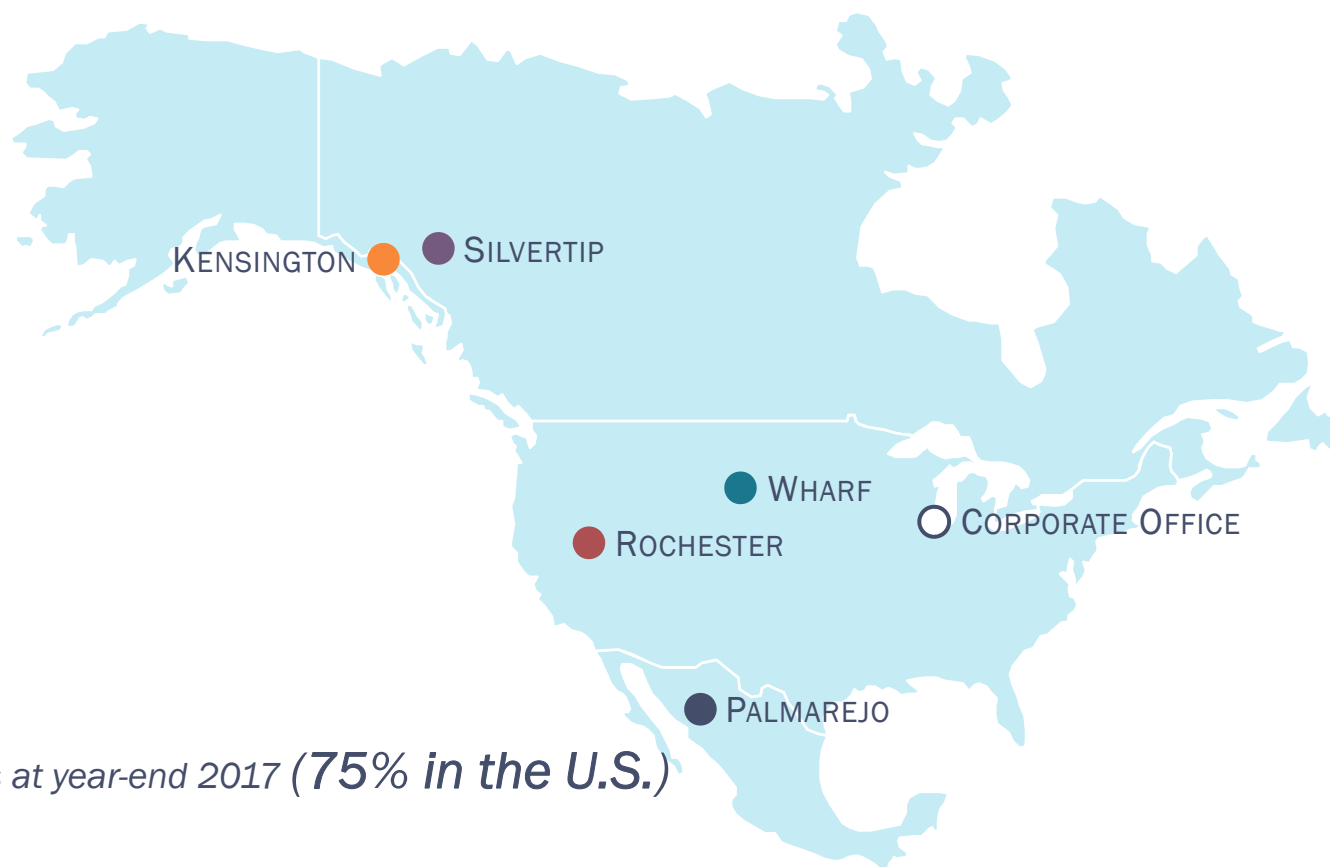 SILVERTIP
KENSINGTON
WHARF
CORPORATE OFFICE
ROCHESTER
PALMAREJO
at year-end 2017 (75% in the U.S.)